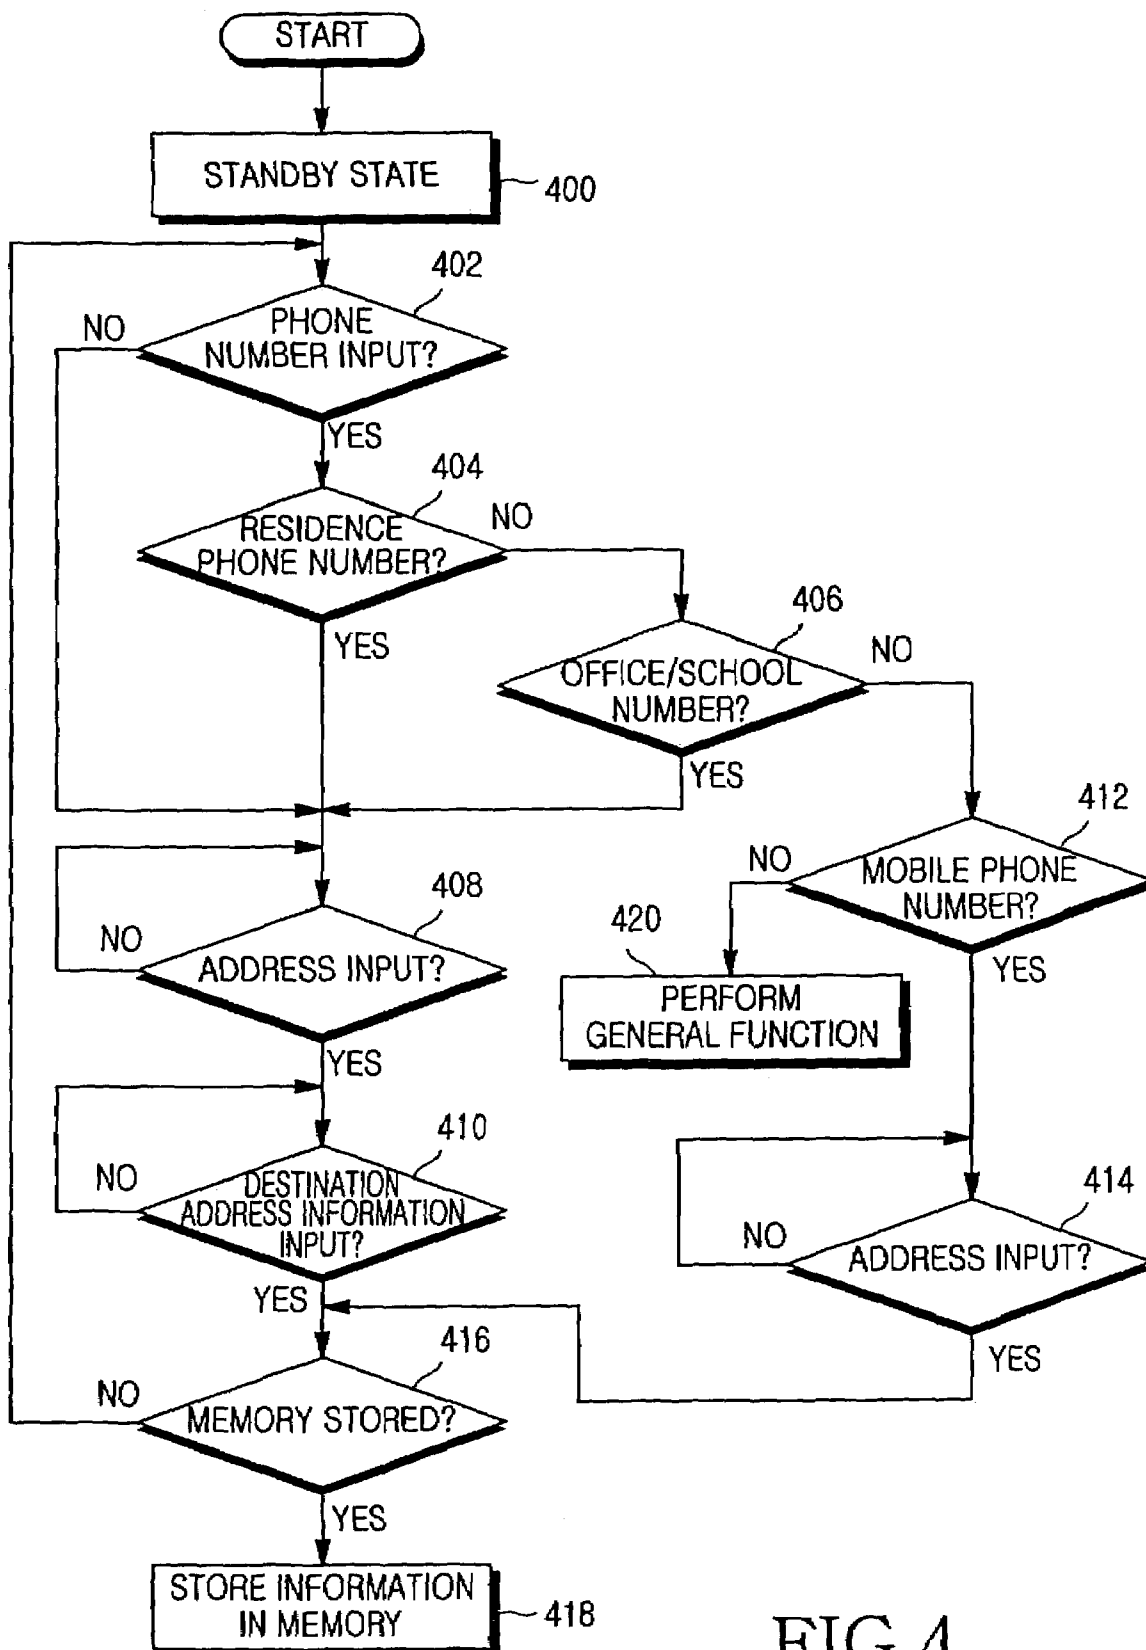 START
STANDBY STATE
400
402
PHONE
NUMBER INPUT?
NO
YES
404
RESIDENCE
PHONE NUMBER?
NO
YES
406
OFFICE/SCHOOL
NUMBER?
NO
YES
412
MOBILE PHONE
NUMBER?
NO
YES
408
ADDRESS INPUT?
NO
YES
420
PERFORM
GENERAL FUNCTION
410
DESTINATION
ADDRESS INFORMATION
INPUT?
NO
YES
414
ADDRESS INPUT?
NO
YES
416
MEMORY STORED?
NO
YES
STORE INFORMATION
IN MEMORY
418
FIG.4